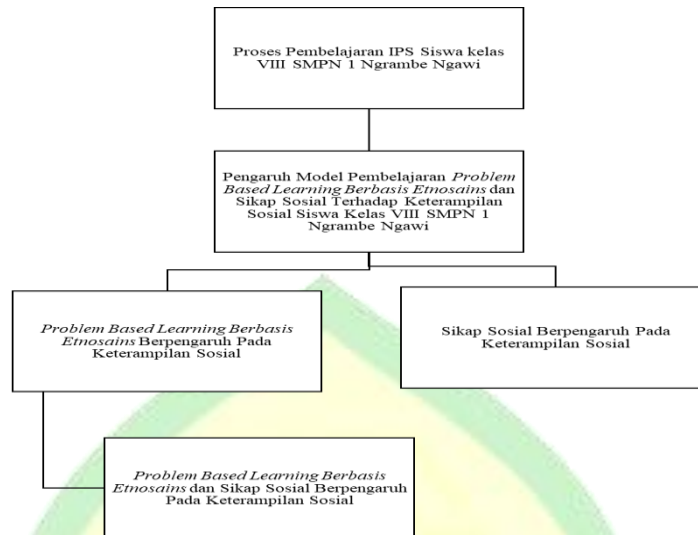 Proses Pembelajaran IPS Siswa kelas
VIII SMPN 1 Ngrambe Ngawi
Pengaruh Model Pembelajaran Problem
Based Learning Berbasis Etnosains dan
Sikap Sosial Terhadap Keterampilan
Sosial Siswa Kelas VIII SMPN 1
Ngrambe Ngawi
Problem Based Learning Berbasis
Etnosains Berpengaruh Pada
Keterampilan Sosial
Sikap Sosial Berpengaruh Pada
Keterampilan Sosial
Problem Based Learning Berbasis
Etnosains dan Sikap Sosial Berpengaruh
Pada Keterampilan Sosial